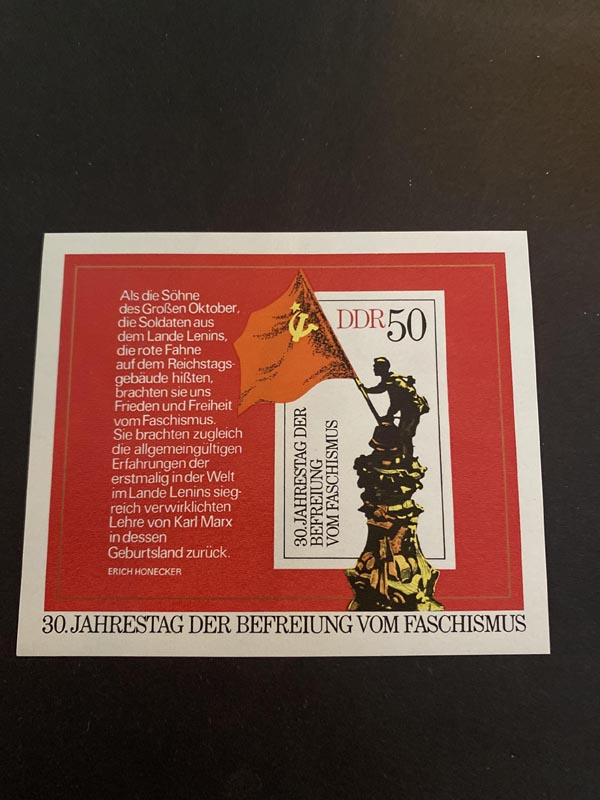 Als die Söhne
des Großen Oktober,
die Soldaten aus
dem Lande Lenins,
die rote Fahne
auf dem Reichstags-
gebäude hißten,
brachten sie uns
Frieden und Freiheit
vom Faschismus.
Sie brachten zugleich
die allgemeingültigen
Erfahrungen der
erstmalig in der Welt
im Lande Lenins sieg-
reich verwirklichten
Lehre von Karl Marx
in dessen
Geburtsland zurück.
ERICH HONECKER
DDR 50
30. JAHRESTAG DER
BEFREIUNG
VOM FASCHISMUS
30. JAHRESTAG DER BEFREIUNG VOM FASCHISMUS